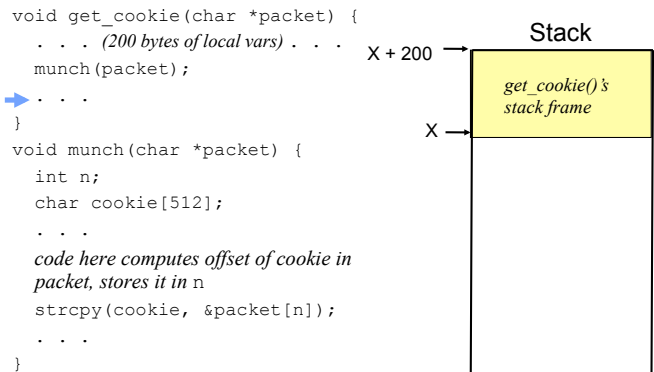 void get_cookie(char *packet) {
. . . (200 bytes of local vars) . . .
munch(packet);
. . .
}
void munch(char *packet) {
int n;
char cookie[512];
. . .
code here computes offset of cookie in
packet, stores it in n
strcpy(cookie, &packet[n]);
. . .
}
Stack
X + 200
get_cookie()'s
stack frame
X